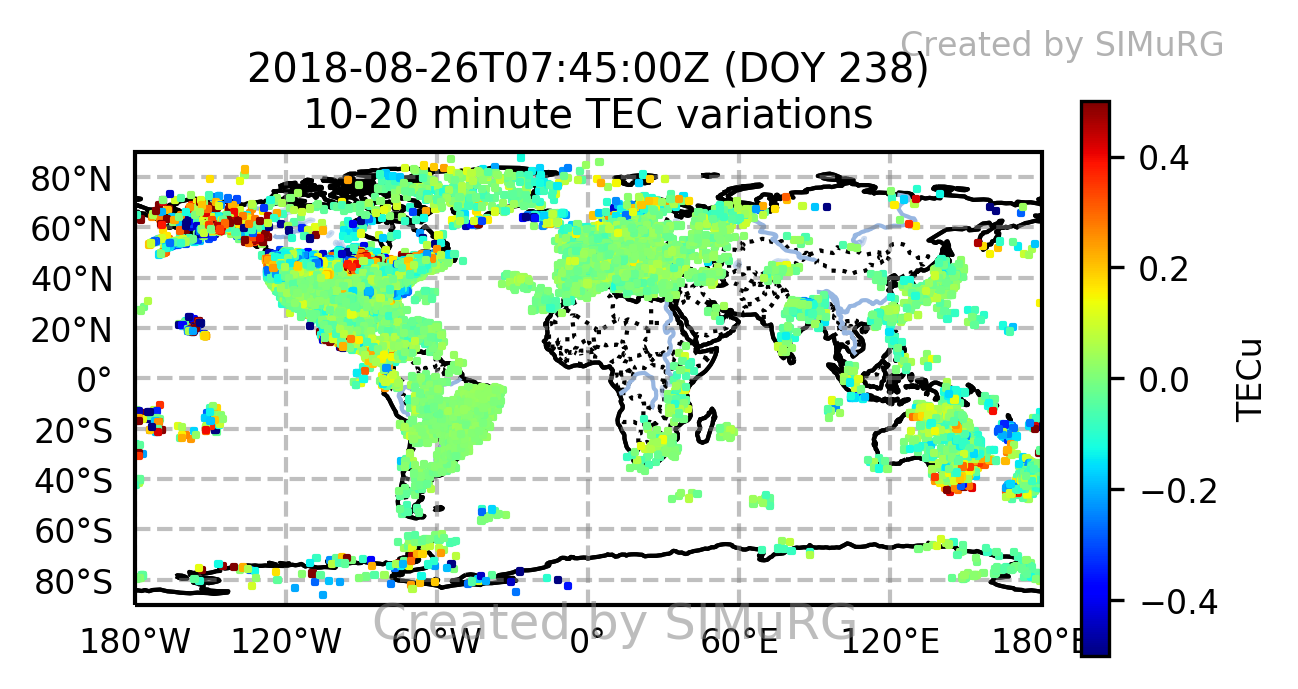 Created by SIMuRG
2018-08-26T07:45:00Z (DOY 238)
10-20 minute TEC variations
80°N
60°N
40°N
20°N
0°
20°S
40°S
60°S
80°S
180°W 120°W 60°W 0° 60°E 120°E 180°E
Created by SIMuRG
0.4
0.2
0.0
−0.2
−0.4
TECu